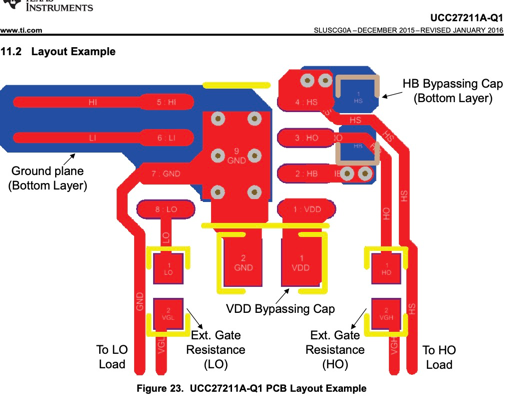 TEXAS
INSTRUMENTS
UCC27211A-Q1
www.ti.com
SLUSCG0A–DECEMBER 2015–REVISED JANUARY 2016
11.2 Layout Example
HI
5 : HI
LI
6 : LI
Ground plane
(Bottom Layer)
7 : GND
8 : LO
9
GND
4 : HS
3 : HO
2 : HB
1 VDD
1
HS
HS
HS
HB Bypassing Cap
(Bottom Layer)
HO
HS
LO
1
LO
2
VGL
GND
VGL
2
GND
1
VDD
VDD Bypassing Cap
1
HO
2
VGH
VGH
HS
Ext. Gate
Resistance
(LO)
Ext. Gate
Resistance
(HO)
To LO
Load
To HO
Load
Figure 23. UCC27211A-Q1 PCB Layout Example